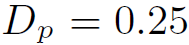 $D_p = 0.25$